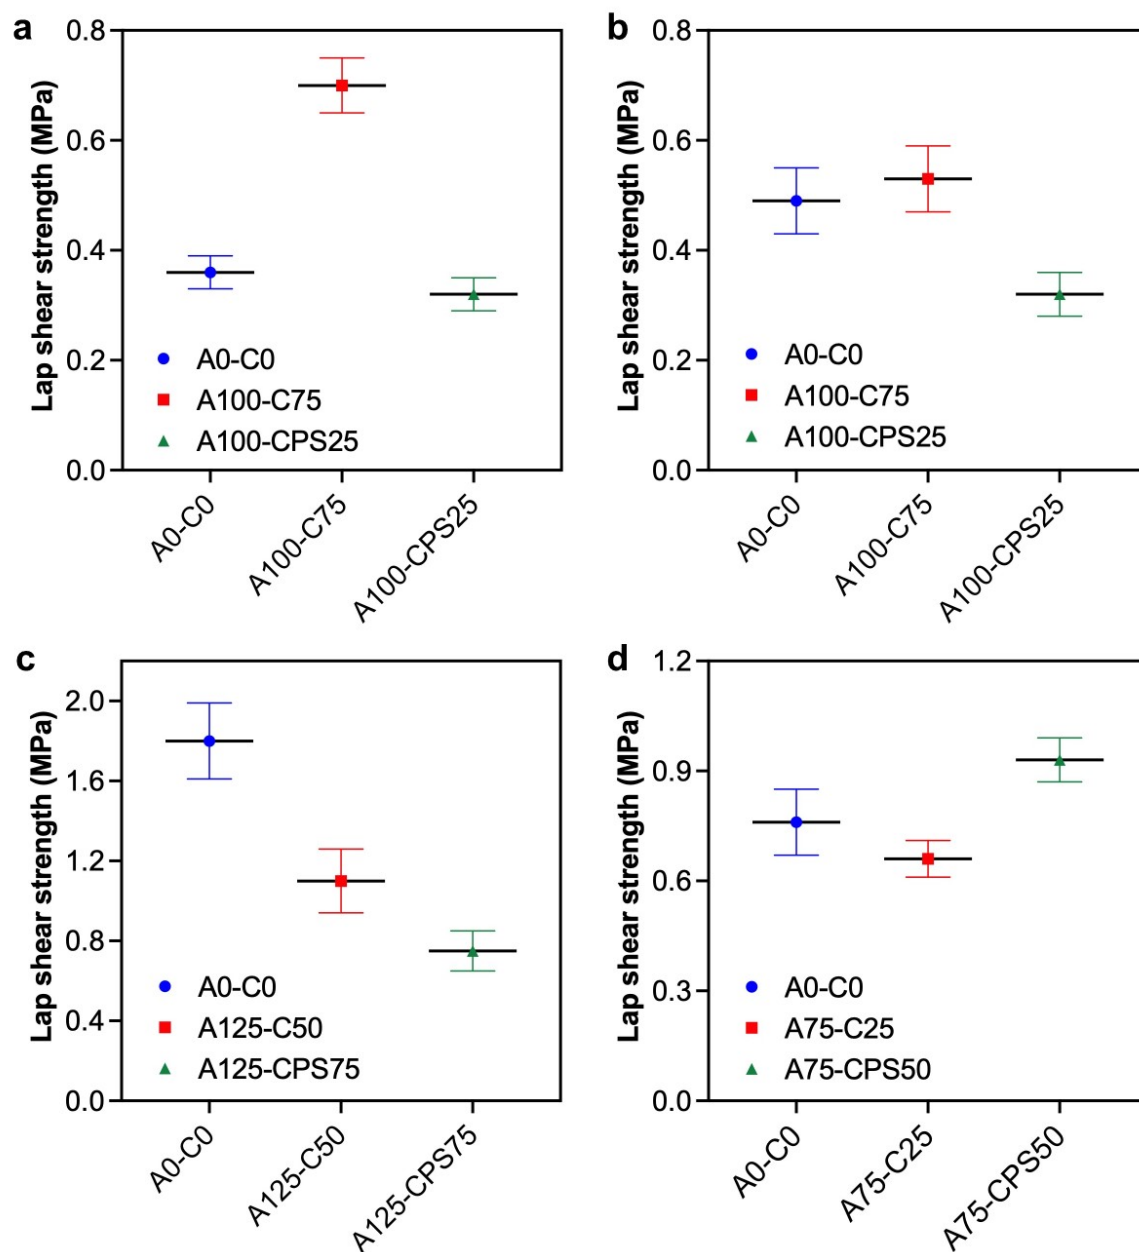 a
Lap shear strength (MPa)
0.8
0.6
0.4
0.2
0.0
A0-C0
A100-C75
A100-CPS25
A0-C0
A100-C75
A100-CPS25
b
Lap shear strength (MPa)
0.8
0.6
0.4
0.2
0.0
A0-C0
A100-C75
A100-CPS25
A0-C0
A100-C75
A100-CPS25
c
Lap shear strength (MPa)
2.0
1.6
1.2
0.8
0.4
0.0
A0-C0
A125-C50
A125-CPS75
A0-C0
A125-C50
A125-CPS75
d
Lap shear strength (MPa)
1.2
0.9
0.6
0.3
0.0
A0-C0
A75-C25
A75-CPS50
A0-C0
A75-C25
A75-CPS50